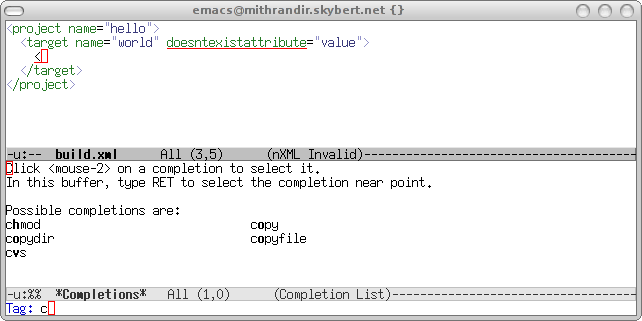 emacs@mithrandir.skybert.net {}
<project name="hello">
  <target name="world" doesntexistattribute="value">
    <
  </target>
</project>
-u:--  build.xml      All (3,5)      (nXML Invalid)--------------------------------------
Click <mouse-2> on a completion to select it.
In this buffer, type RET to select the completion near point.

Possible completions are:
chmod                              copy
copydir                            copyfile
cvs
-u:%%  *Completions*   All (1,0)      (Completion List)-----------------------------------
Tag: c